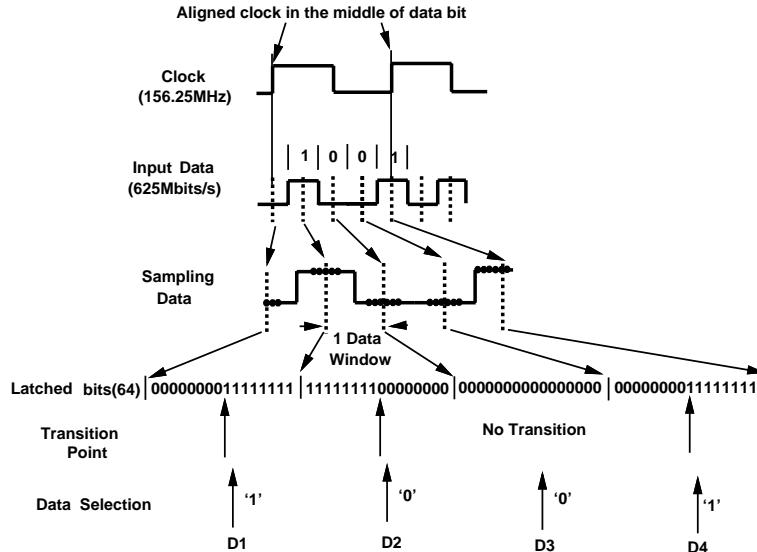 Aligned clock in the middle of data bit
Clock
(156.25MHz)
1 0 0 1
Input Data
(625Mbits/s)
Sampling
Data
1 Data
Window
Latched bits(64) 0000000011111111 1111111100000000 0000000000000000 0000000011111111
Transition
Point
No Transition
Data Selection '1' '0' '0' '1'
D1 D2 D3 D4